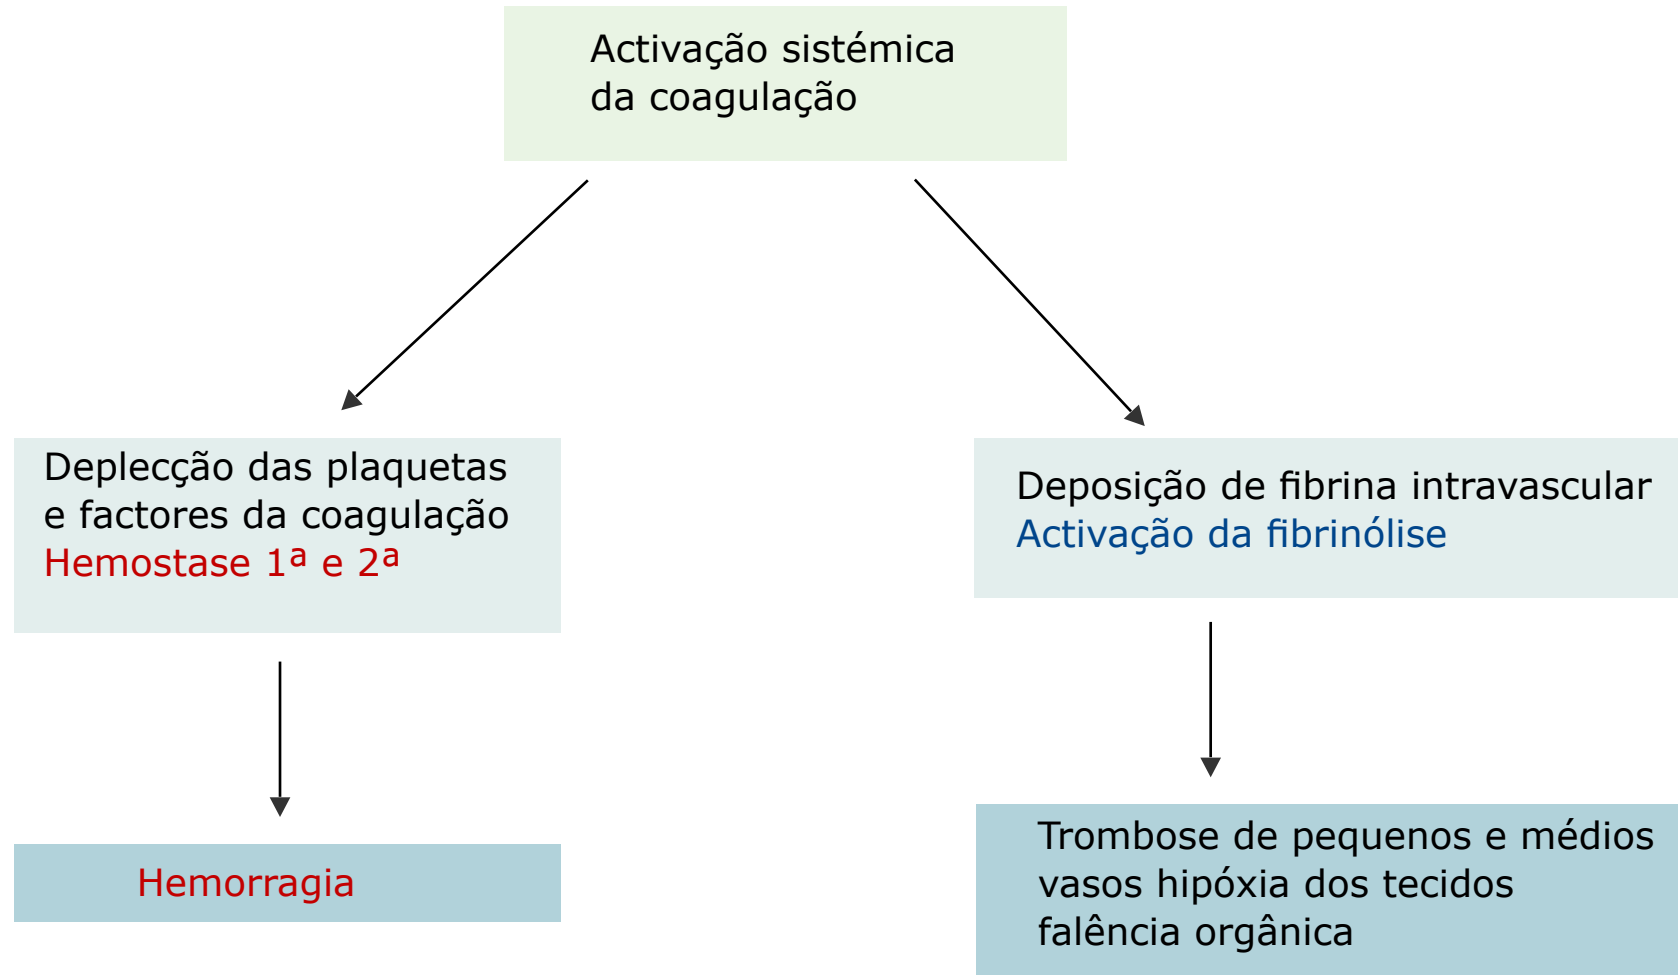 Activação sistémica
da coagulação
Deplecção das plaquetas
e factores da coagulação
Hemostase 1ª e 2ª
Deposição de fibrina intravascular
Activação da fibrinólise
Hemorragia
Trombose de pequenos e médios
vasos hipóxia dos tecidos
falência orgânica